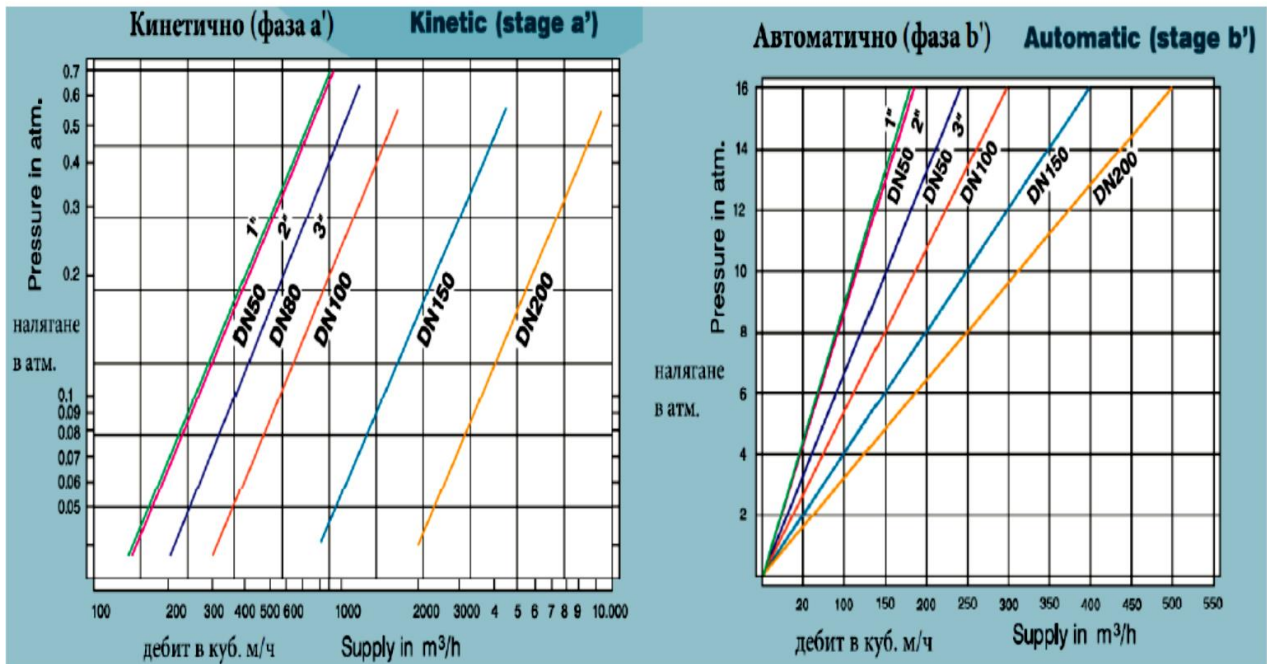 Кинетично (фаза a') Kinetic (stage a')
Pressure in atm.
налягане
в атм.
0.7
0.6
0.5
0.4
0.3
0.2
0.1
0.09
0.08
0.07
0.06
0.05
1" 2" 3"
DN50 DN80 DN100 DN150 DN200
100 200 300 400 500 600 1000 2000 3000 4 5 6 7 8 9 10.000
дебит в куб. м/ч Supply in m³/h
Автоматично (фаза b') Automatic (stage b')
Pressure in atm.
налягане
в атм.
16
14
12
10
8
6
4
2
1" 2" 3"
DN50 DN50 DN100 DN150 DN200
20 100 150 200 250 300 350 400 450 500 550
дебит в куб. м/ч Supply in m³/h